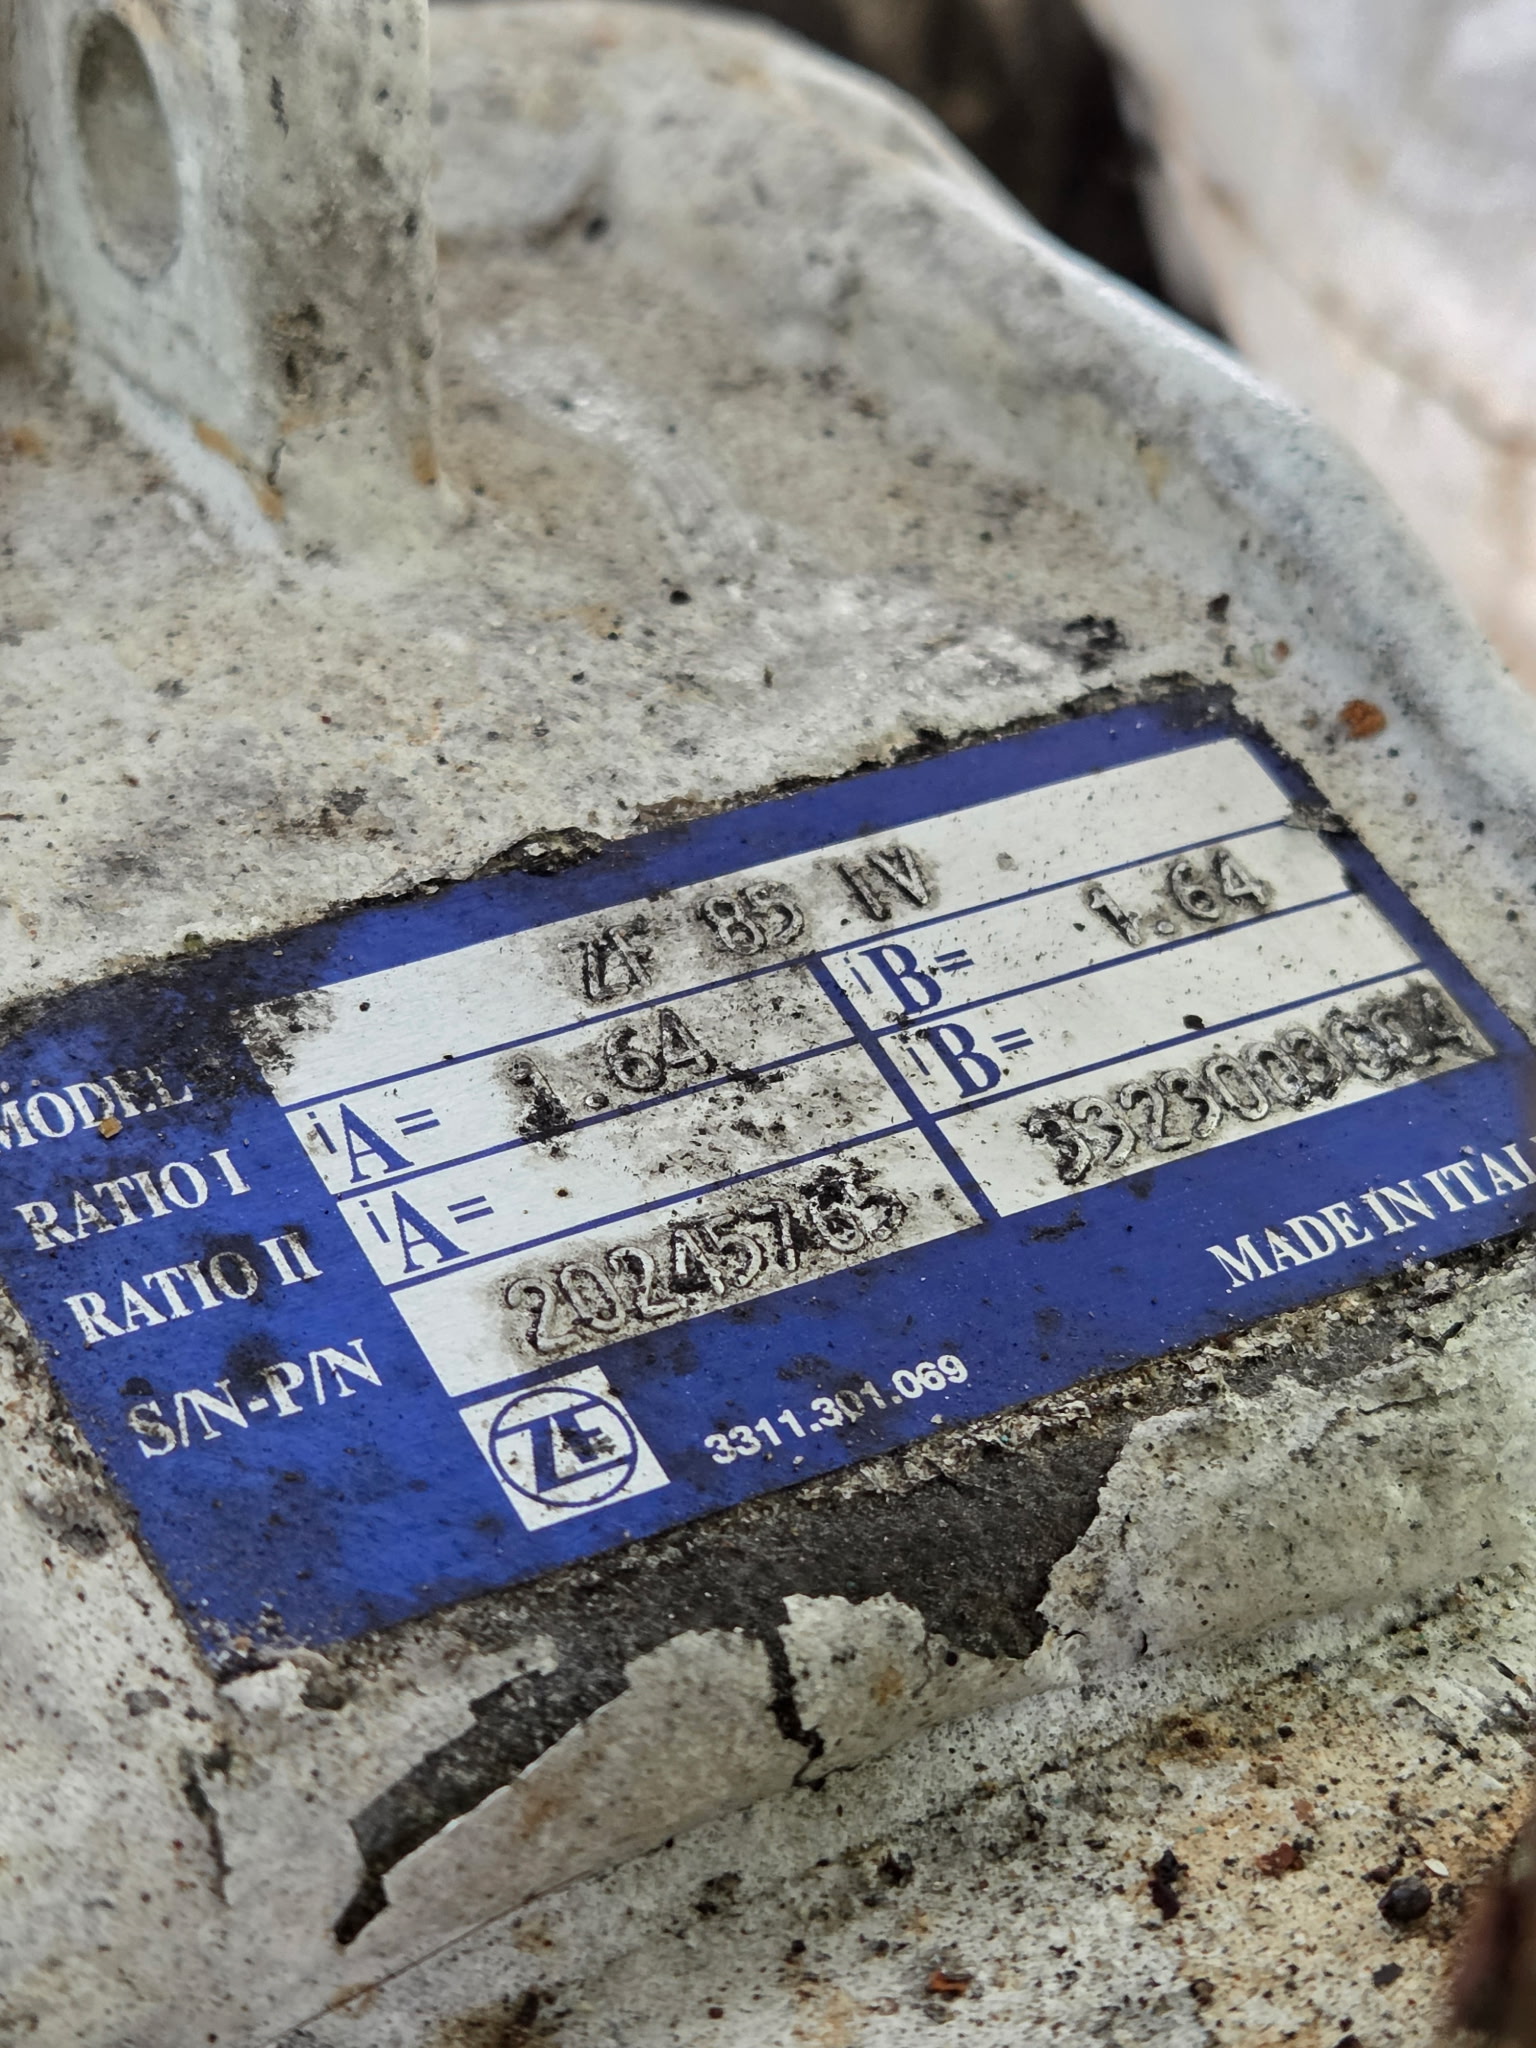 MODEL ZF 85 IV
RATIO I iA= 1.64 iB= 1.64
RATIO II iA= iB=
S/N-P/N 20245765 3323003004
ZF 3311.301.069 MADE IN ITAL